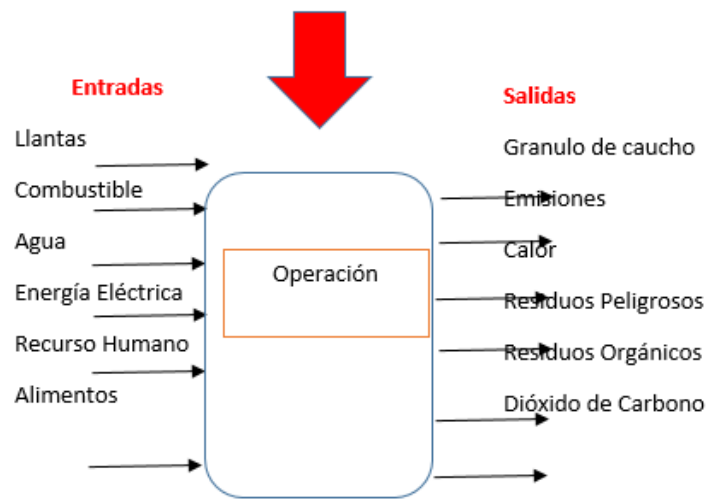 Entradas
Llantas
Combustible
Agua
Energía Eléctrica
Recurso Humano
Alimentos
Operación
Salidas
Granulo de caucho
Emisiones
Calor
Residuos Peligrosos
Residuos Orgánicos
Dióxido de Carbono